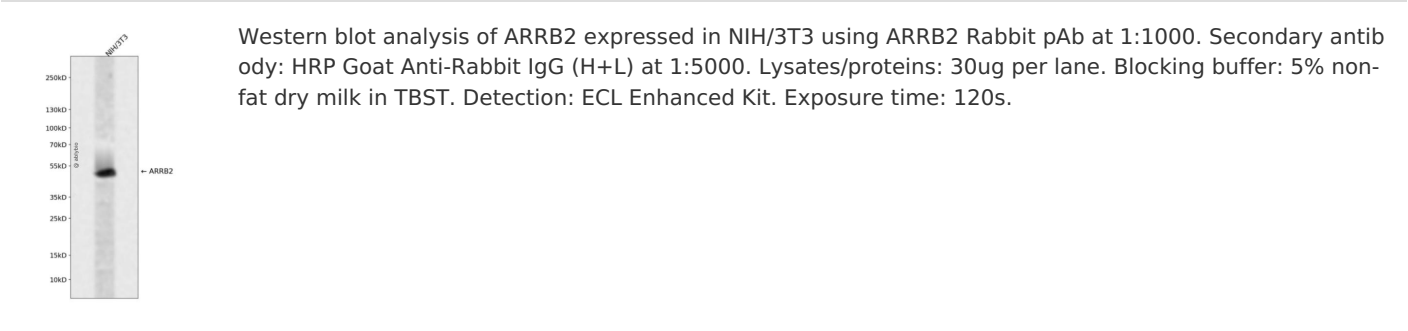 NIH/3T3
250kD
130kD
100kD
70kD
55kD
35kD
25kD
15kD
10kD
← ARRB2
Western blot analysis of ARRB2 expressed in NIH/3T3 using ARRB2 Rabbit pAb at 1:1000. Secondary antib
ody: HRP Goat Anti-Rabbit IgG (H+L) at 1:5000. Lysates/proteins: 30ug per lane. Blocking buffer: 5% non-
fat dry milk in TBST. Detection: ECL Enhanced Kit. Exposure time: 120s.